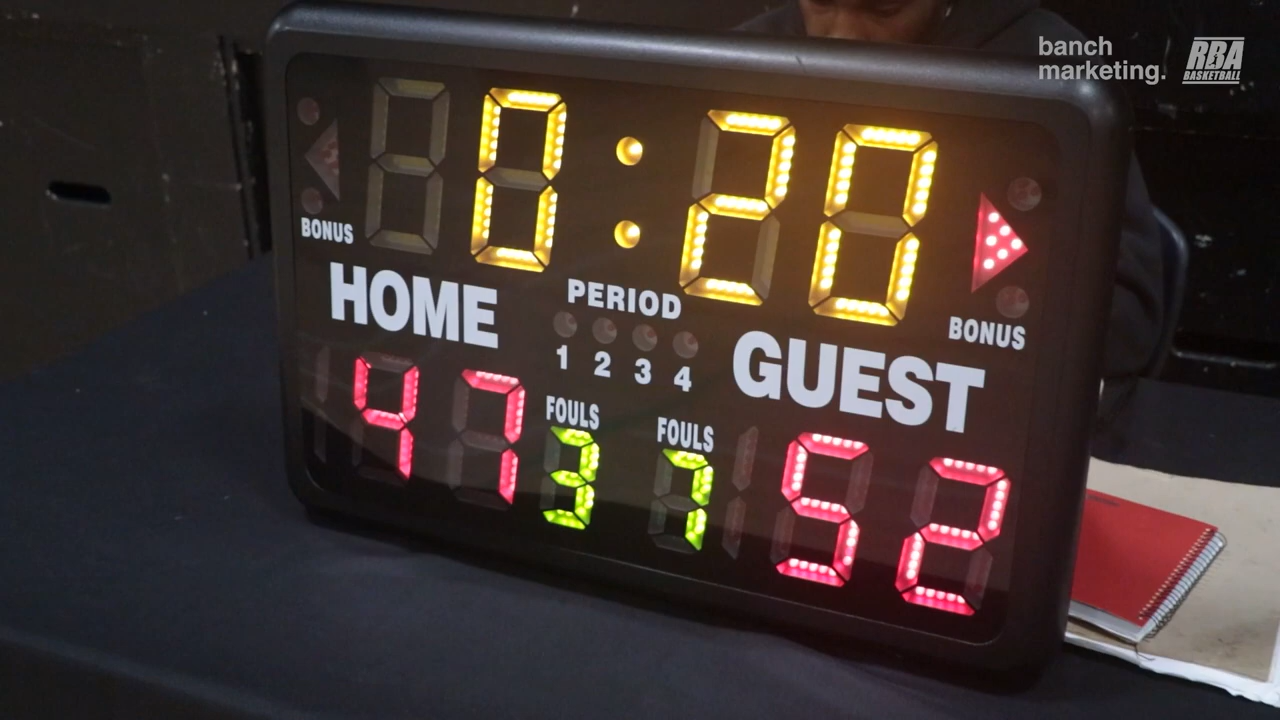 banch
marketing.
RBA
BASKETBALL
0:20
BONUS
BONUS
HOME
PERIOD
GUEST
1 2 3 4
47
FOULS
FOULS
52
3
7